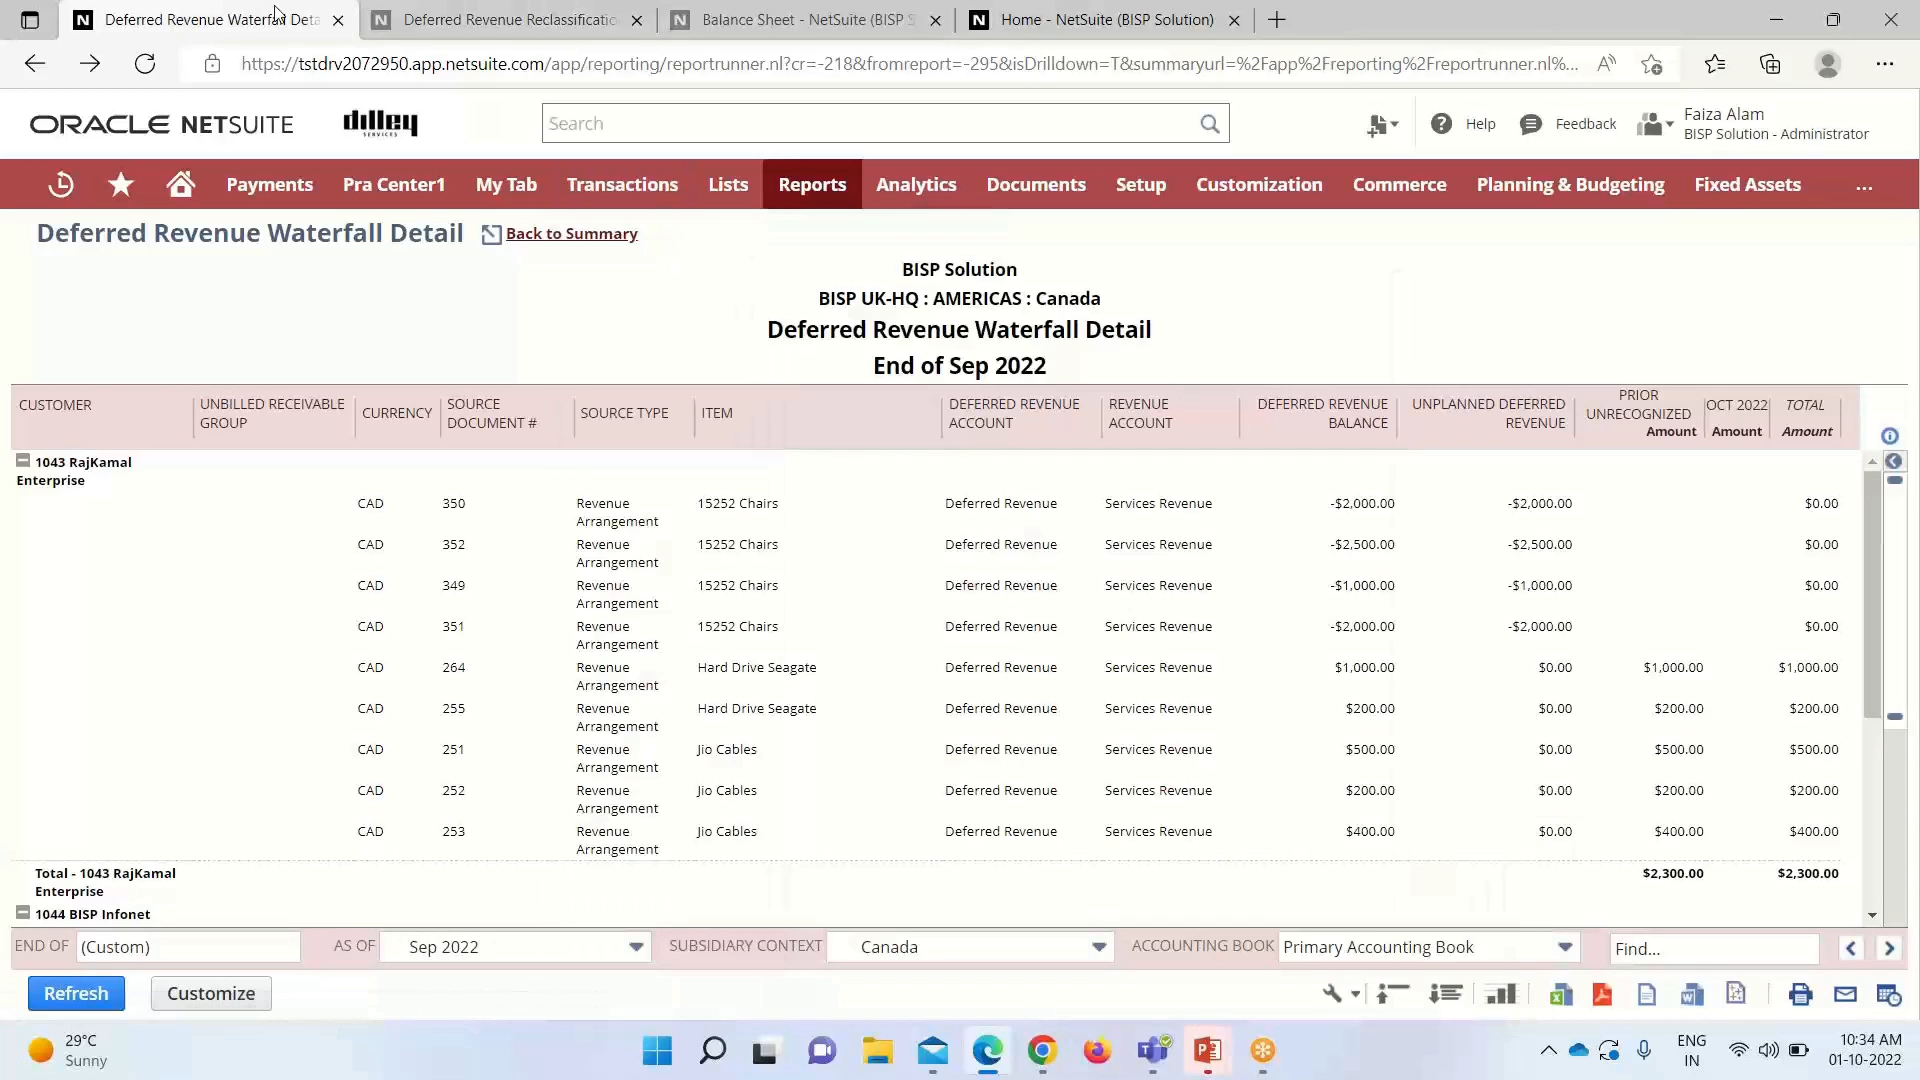 Deferred Revenue Waterfall Deta
Deferred Revenue Reclassificatio
Balance Sheet - NetSuite (BISP S
Home - NetSuite (BISP Solution)
https://tstdrv2072950.app.netsuite.com/app/reporting/reportrunner.nl?cr=-218&fromreport=-295&isDrilldown=T&summaryurl=%2Fapp%2Freporting%2Freportrunner.nl%...
ORACLE NETSUITE
dilley
SERVICES
Search
Help
Feedback
Faiza Alam
BISP Solution - Administrator
Payments Pra Center1 My Tab Transactions Lists Reports Analytics Documents Setup Customization Commerce Planning & Budgeting Fixed Assets ...
Deferred Revenue Waterfall Detail Back to Summary
BISP Solution
BISP UK-HQ : AMERICAS : Canada
Deferred Revenue Waterfall Detail
End of Sep 2022
CUSTOMER
UNBILLED RECEIVABLE
GROUP
CURRENCY
SOURCE
DOCUMENT #
SOURCE TYPE
ITEM
DEFERRED REVENUE
ACCOUNT
REVENUE
ACCOUNT
DEFERRED REVENUE
BALANCE
UNPLANNED DEFERRED
REVENUE
PRIOR
UNRECOGNIZED
Amount
OCT 2022
Amount
TOTAL
Amount
1043 RajKamal
Enterprise
CAD 350 Revenue 15252 Chairs Deferred Revenue Services Revenue -$2,000.00 -$2,000.00 $0.00
Arrangement
CAD 352 Revenue 15252 Chairs Deferred Revenue Services Revenue -$2,500.00 -$2,500.00 $0.00
Arrangement
CAD 349 Revenue 15252 Chairs Deferred Revenue Services Revenue -$1,000.00 -$1,000.00 $0.00
Arrangement
CAD 351 Revenue 15252 Chairs Deferred Revenue Services Revenue -$2,000.00 -$2,000.00 $0.00
Arrangement
CAD 264 Revenue Hard Drive Seagate Deferred Revenue Services Revenue $1,000.00 $0.00 $1,000.00 $1,000.00
Arrangement
CAD 255 Revenue Hard Drive Seagate Deferred Revenue Services Revenue $200.00 $0.00 $200.00 $200.00
Arrangement
CAD 251 Revenue Jio Cables Deferred Revenue Services Revenue $500.00 $0.00 $500.00 $500.00
Arrangement
CAD 252 Revenue Jio Cables Deferred Revenue Services Revenue $200.00 $0.00 $200.00 $200.00
Arrangement
CAD 253 Revenue Jio Cables Deferred Revenue Services Revenue $400.00 $0.00 $400.00 $400.00
Arrangement
Total - 1043 RajKamal $2,300.00 $2,300.00
Enterprise
1044 BISP Infonet
END OF (Custom) AS OF Sep 2022 SUBSIDIARY CONTEXT Canada ACCOUNTING BOOK Primary Accounting Book Find...
Refresh Customize
29°C
Sunny
ENG
IN
10:34 AM
01-10-2022